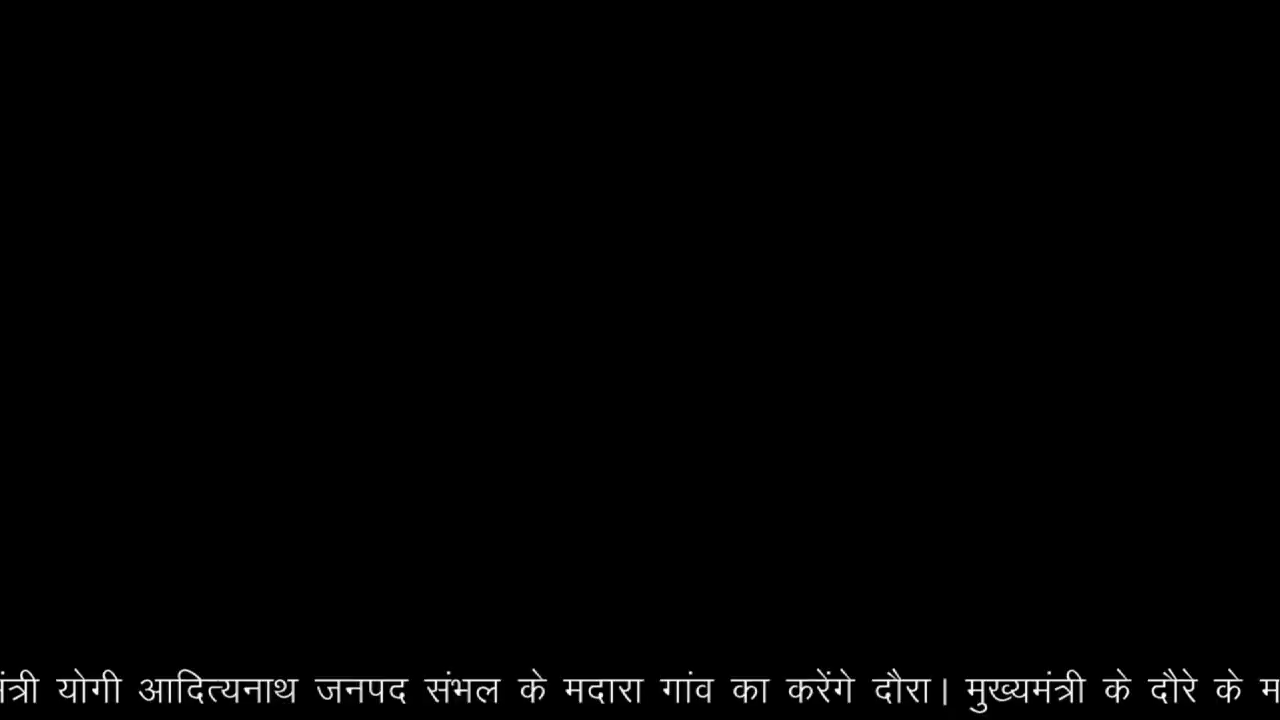 मंत्री योगी आदित्यनाथ जनपद संभल के मदारा गांव का करेंगे दौरा। मुख्यमंत्री के दौरे के